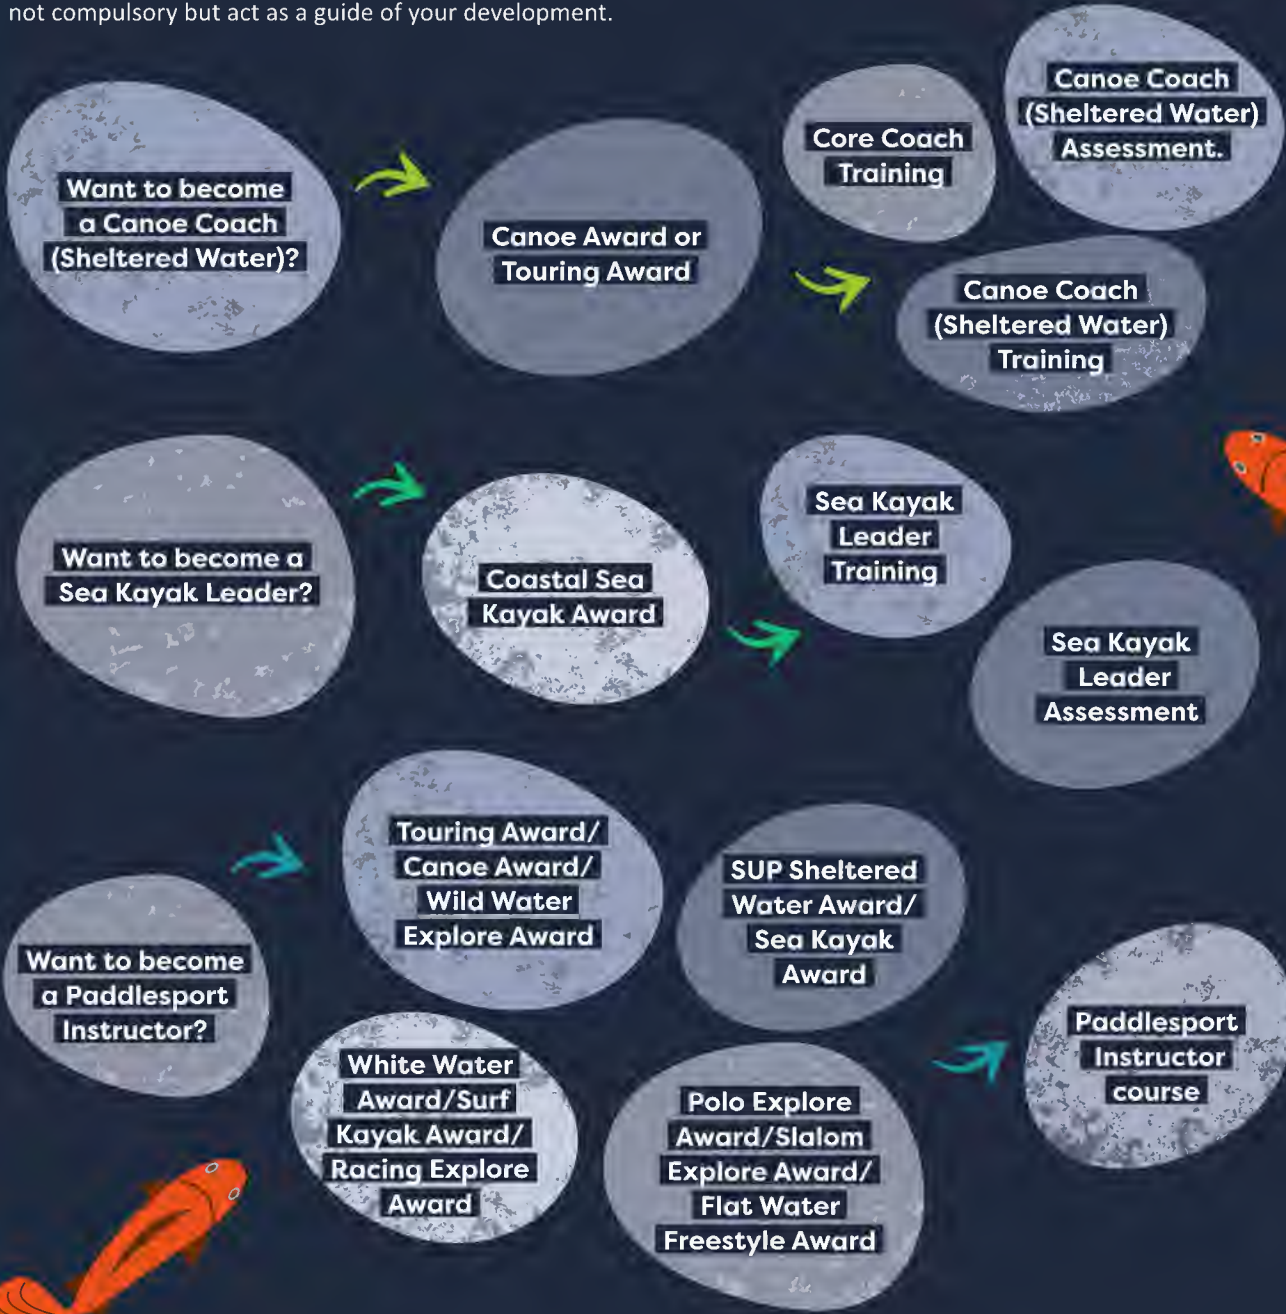 not compulsory but act as a guide of your development.
Want to become
a Canoe Coach
(Sheltered Water)?
Canoe Award or
Touring Award
Core Coach
Training
Canoe Coach
(Sheltered Water)
Assessment.
Canoe Coach
(Sheltered Water)
Training
Want to become a
Sea Kayak Leader?
Coastal Sea
Kayak Award
Sea Kayak
Leader
Training
Sea Kayak
Leader
Assessment
Want to become
a Paddlesport
Instructor?
Touring Award/
Canoe Award/
Wild Water
Explore Award
SUP Sheltered
Water Award/
Sea Kayak
Award
White Water
Award/Surf
Kayak Award/
Racing Explore
Award
Polo Explore
Award/Slalom
Explore Award/
Flat Water
Freestyle Award
Paddlesport
Instructor
course